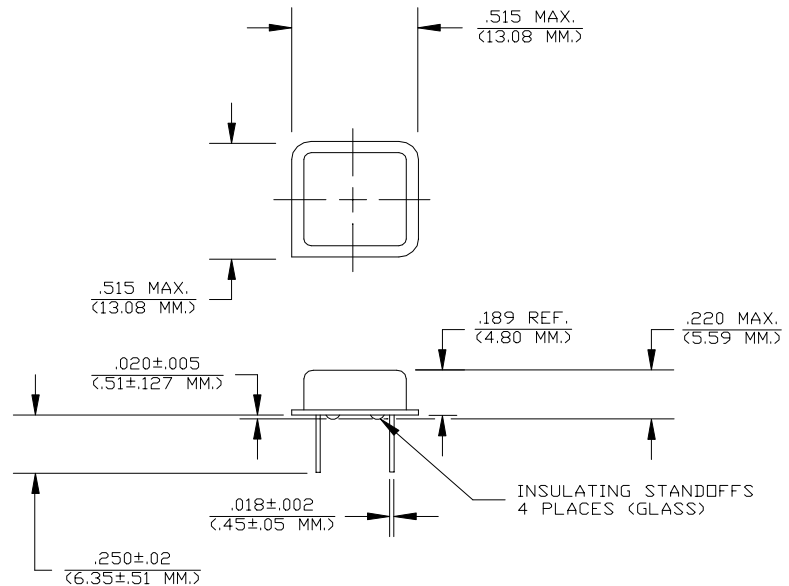 .515 MAX.
(13.08 MM.)
.515 MAX.
(13.08 MM.)
.189 REF.
(4.80 MM.)
.220 MAX.
(5.59 MM.)
.020±.005
(.51±.127 MM.)
INSULATING STANDOFFS
4 PLACES (GLASS)
.018±.002
(.45±.05 MM.)
.250±.02
(6.35±.51 MM.)